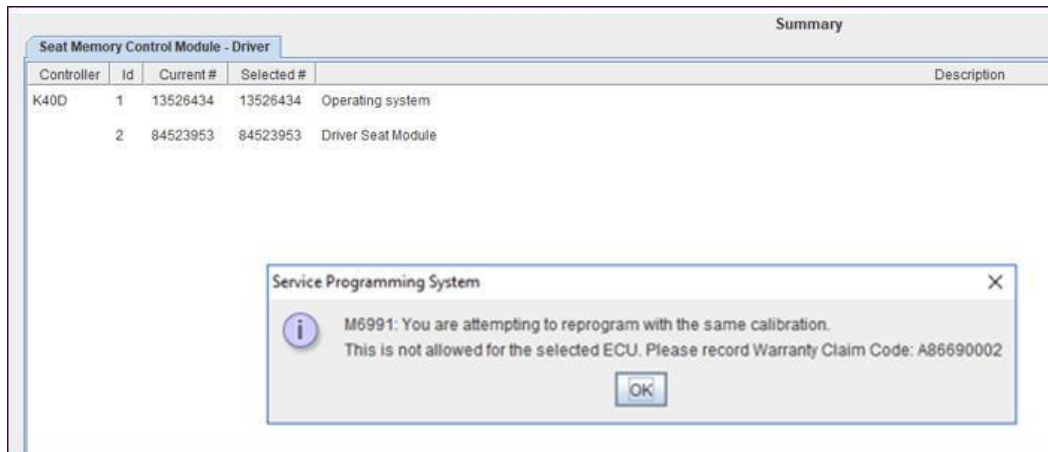 Summary
Seat Memory Control Module - Driver
Controller Id Current # Selected # Description
K40D 1 13526434 13526434 Operating system
2 84523953 84523953 Driver Seat Module
Service Programming System
M6991: You are attempting to reprogram with the same calibration.
This is not allowed for the selected ECU. Please record Warranty Claim Code: A86690002
OK